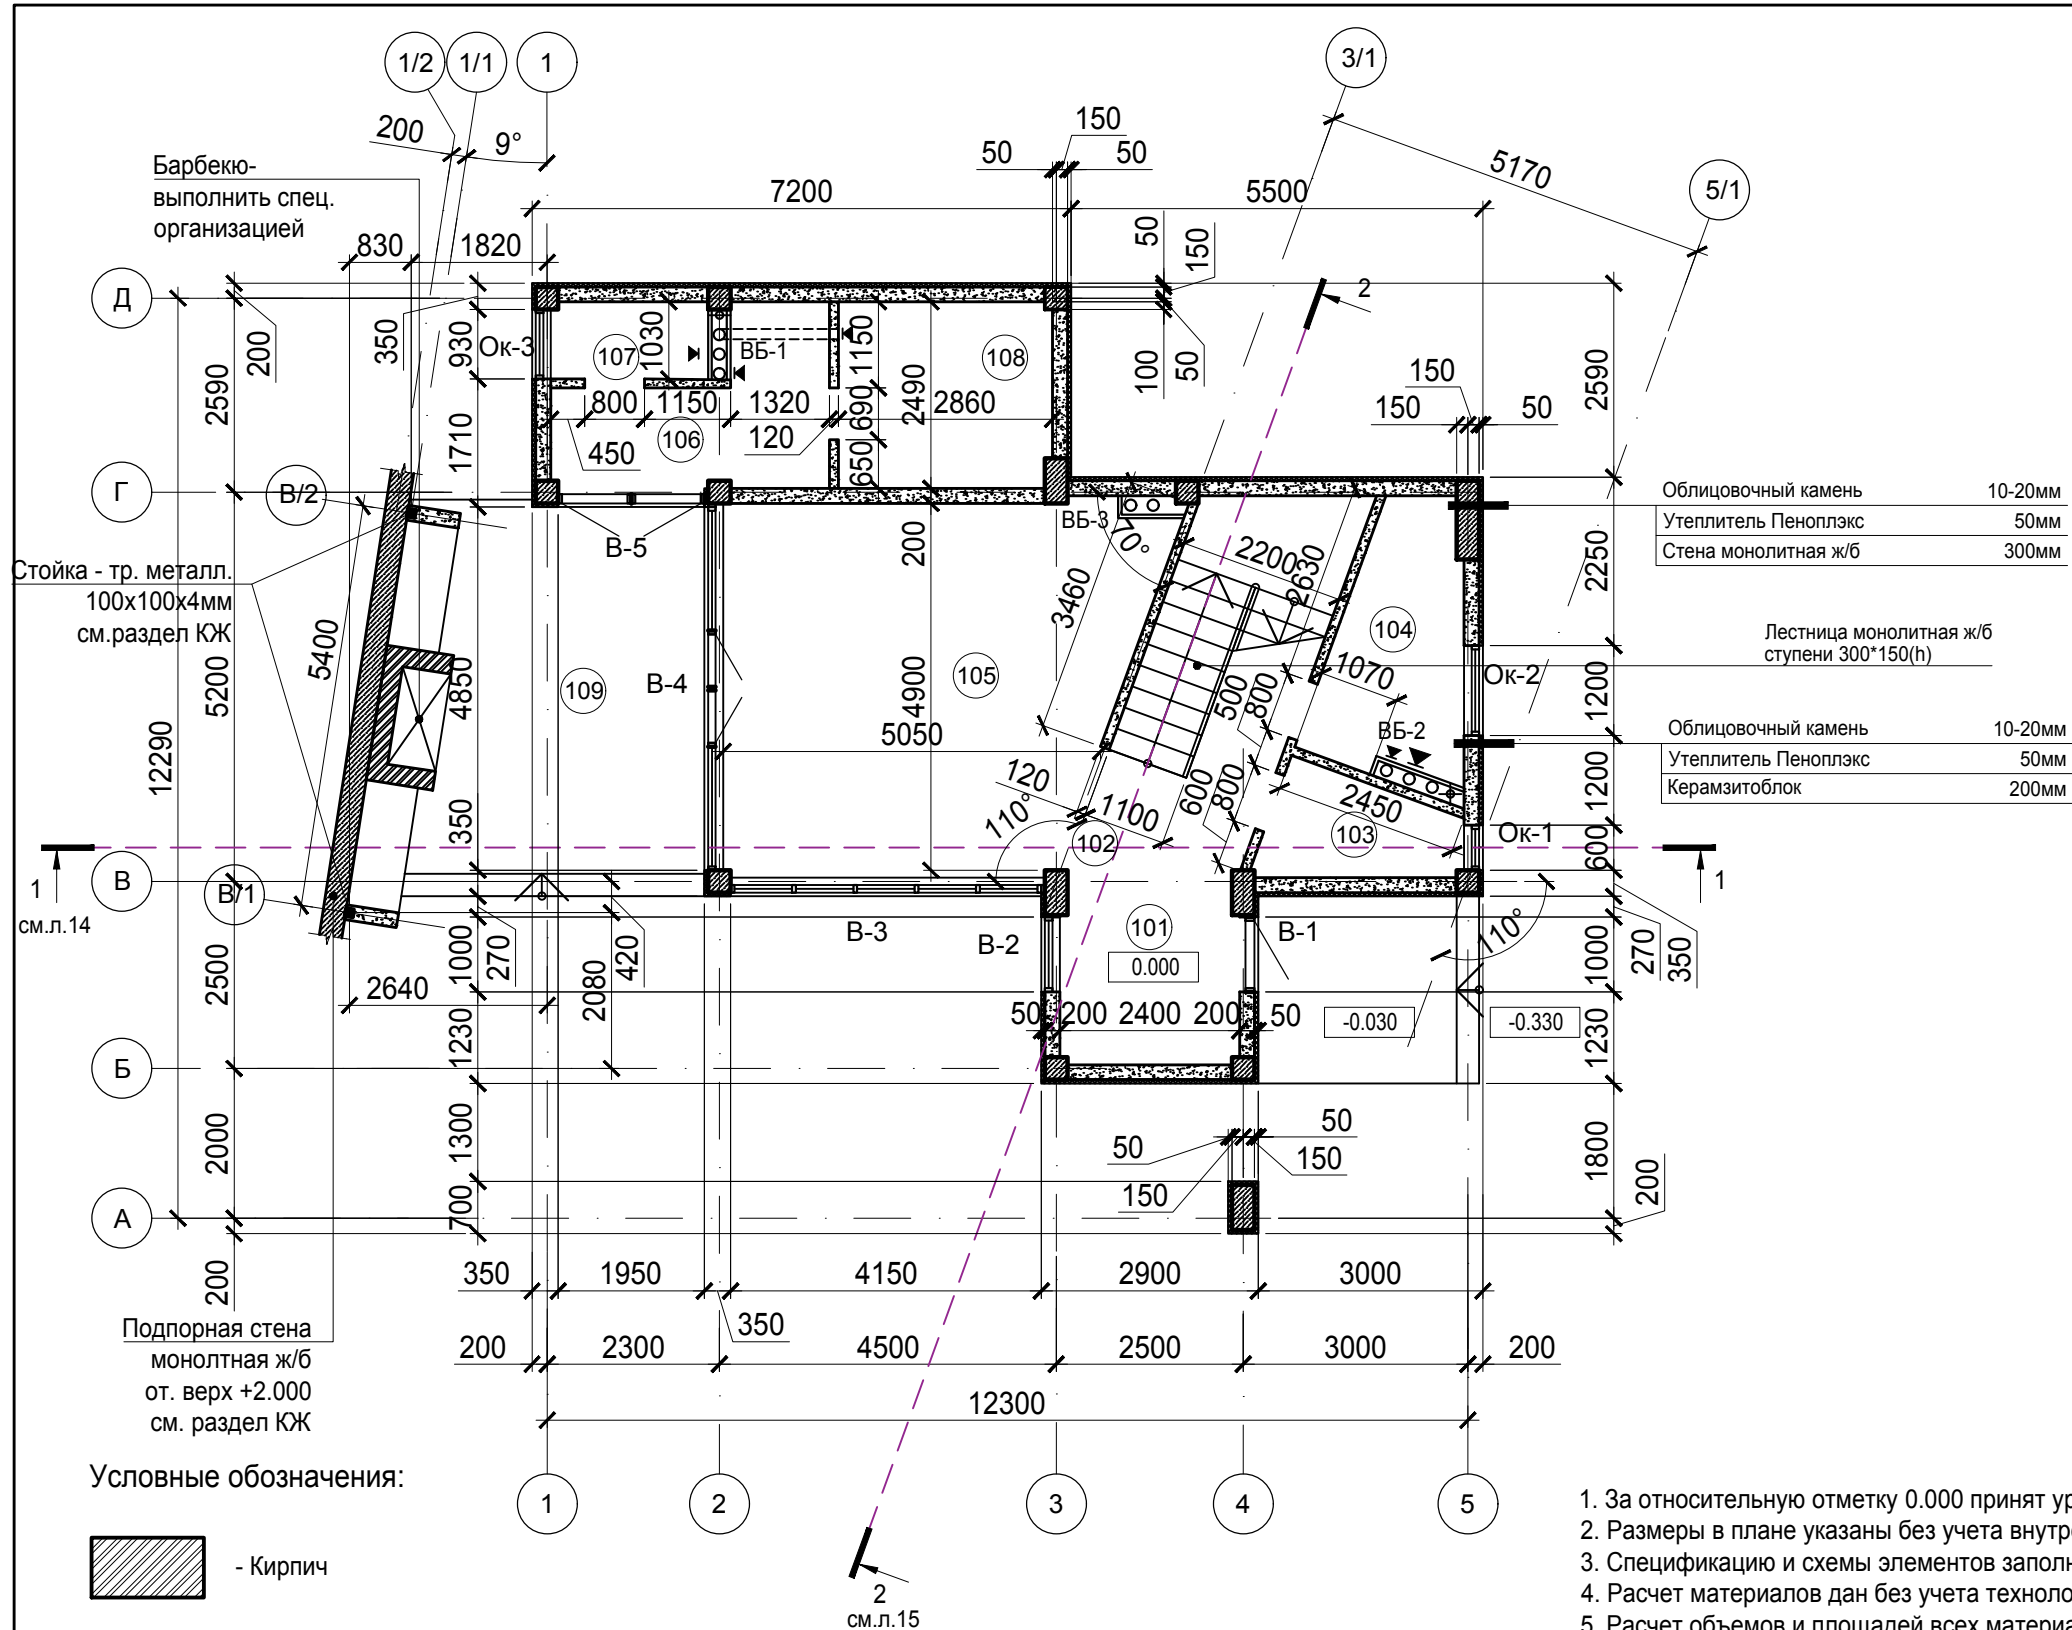 1/2
1/1
1
3/1
5/1
200
9°
150
50
50
5170
Барбекю-
выполнить спец.
организацией
7200
5500
830
1820
50
150
Д
2
200
350
930
Ок-3
107
1030
ВБ-1
1150
108
100
50
2590
2590
150
150
50
800
1150
1320
690
2490
2860
1710
106
120
450
650
Г
В/2
Облицовочный камень 10-20мм
Утеплитель Пеноплэкс 50мм
Стена монолитная ж/б 300мм
ВБ-3
70°
В-5
200
2200
2630
2250
Стойка - тр. металл.
100х100х4мм
см.раздел КЖ
3460
5400
5200
12290
104
Лестница монолитная ж/б
ступени 300*150(h)
109
В-4
4850
105
4900
1070
Ок-2
500
800
1200
5050
ВБ-2
Облицовочный камень 10-20мм
Утеплитель Пеноплэкс 50мм
Керамзитоблок 200мм
120
1100
600
800
2450
1200
350
110°
102
103
Ок-1
600
1
см.л.14
В
В/1
1
В-3
В-2
101
0.000
В-1
110°
1000
270
420
2080
2640
2500
1000
270
350
50
200
2400
200
50
-0.030
-0.330
1230
1230
Б
1300
2000
50
50
150
150
1800
200
700
А
200
350
1950
4150
2900
3000
350
Подпорная стена
монолтная ж/б
от. верх +2.000
см. раздел КЖ
200
2300
4500
2500
3000
200
12300
Условные обозначения:
1
2
3
4
5
- Кирпич
2
см.л.15
1. За относительную отметку 0.000 принят
2. Размеры в плане указаны без учета
3. Спецификацию и схемы элементов
4. Расчет материалов дан без учета
5. Расчет объемов и площадей всех